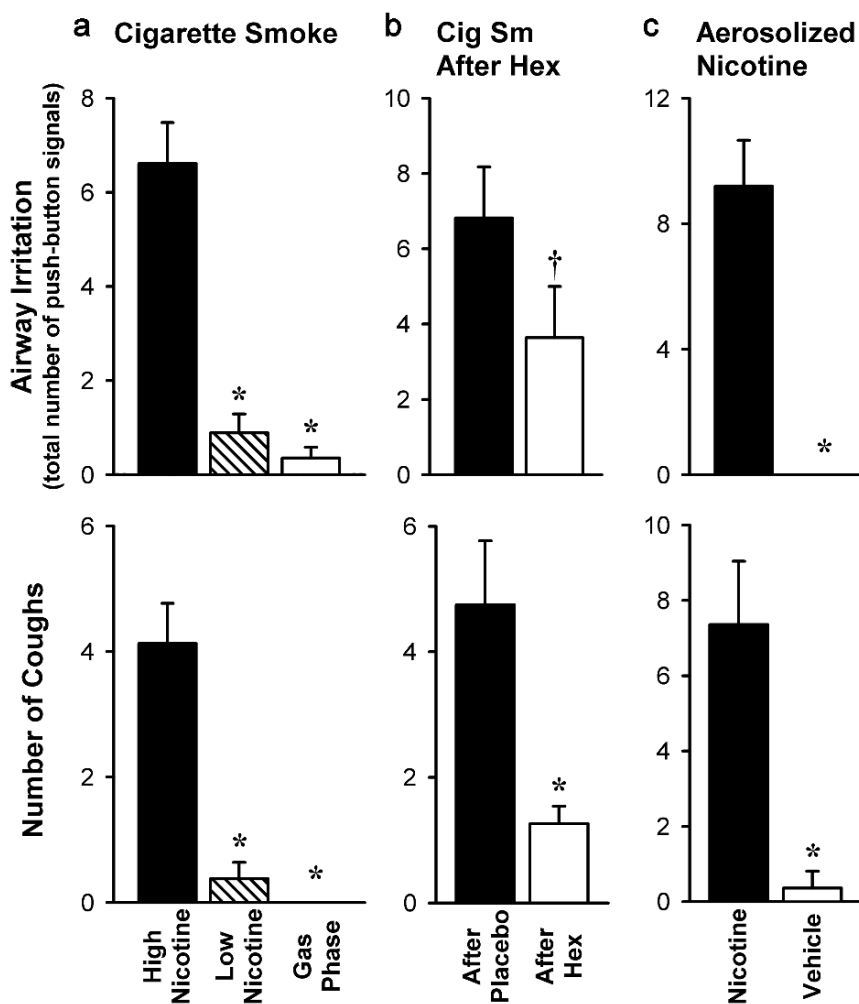 a Cigarette Smoke
b Cig Sm
After Hex
c Aerosolized
Nicotine
Airway Irritation
(total number of push-button signals)
8
6
4
2
0
*
*
10
8
6
4
2
0
†
12
8
4
0
*
Number of Coughs
6
4
2
0
*
*
High
Nicotine
Low
Nicotine
Gas
Phase
6
4
2
0
*
After
Placebo
After
Hex
10
8
6
4
2
0
*
Nicotine
Vehicle